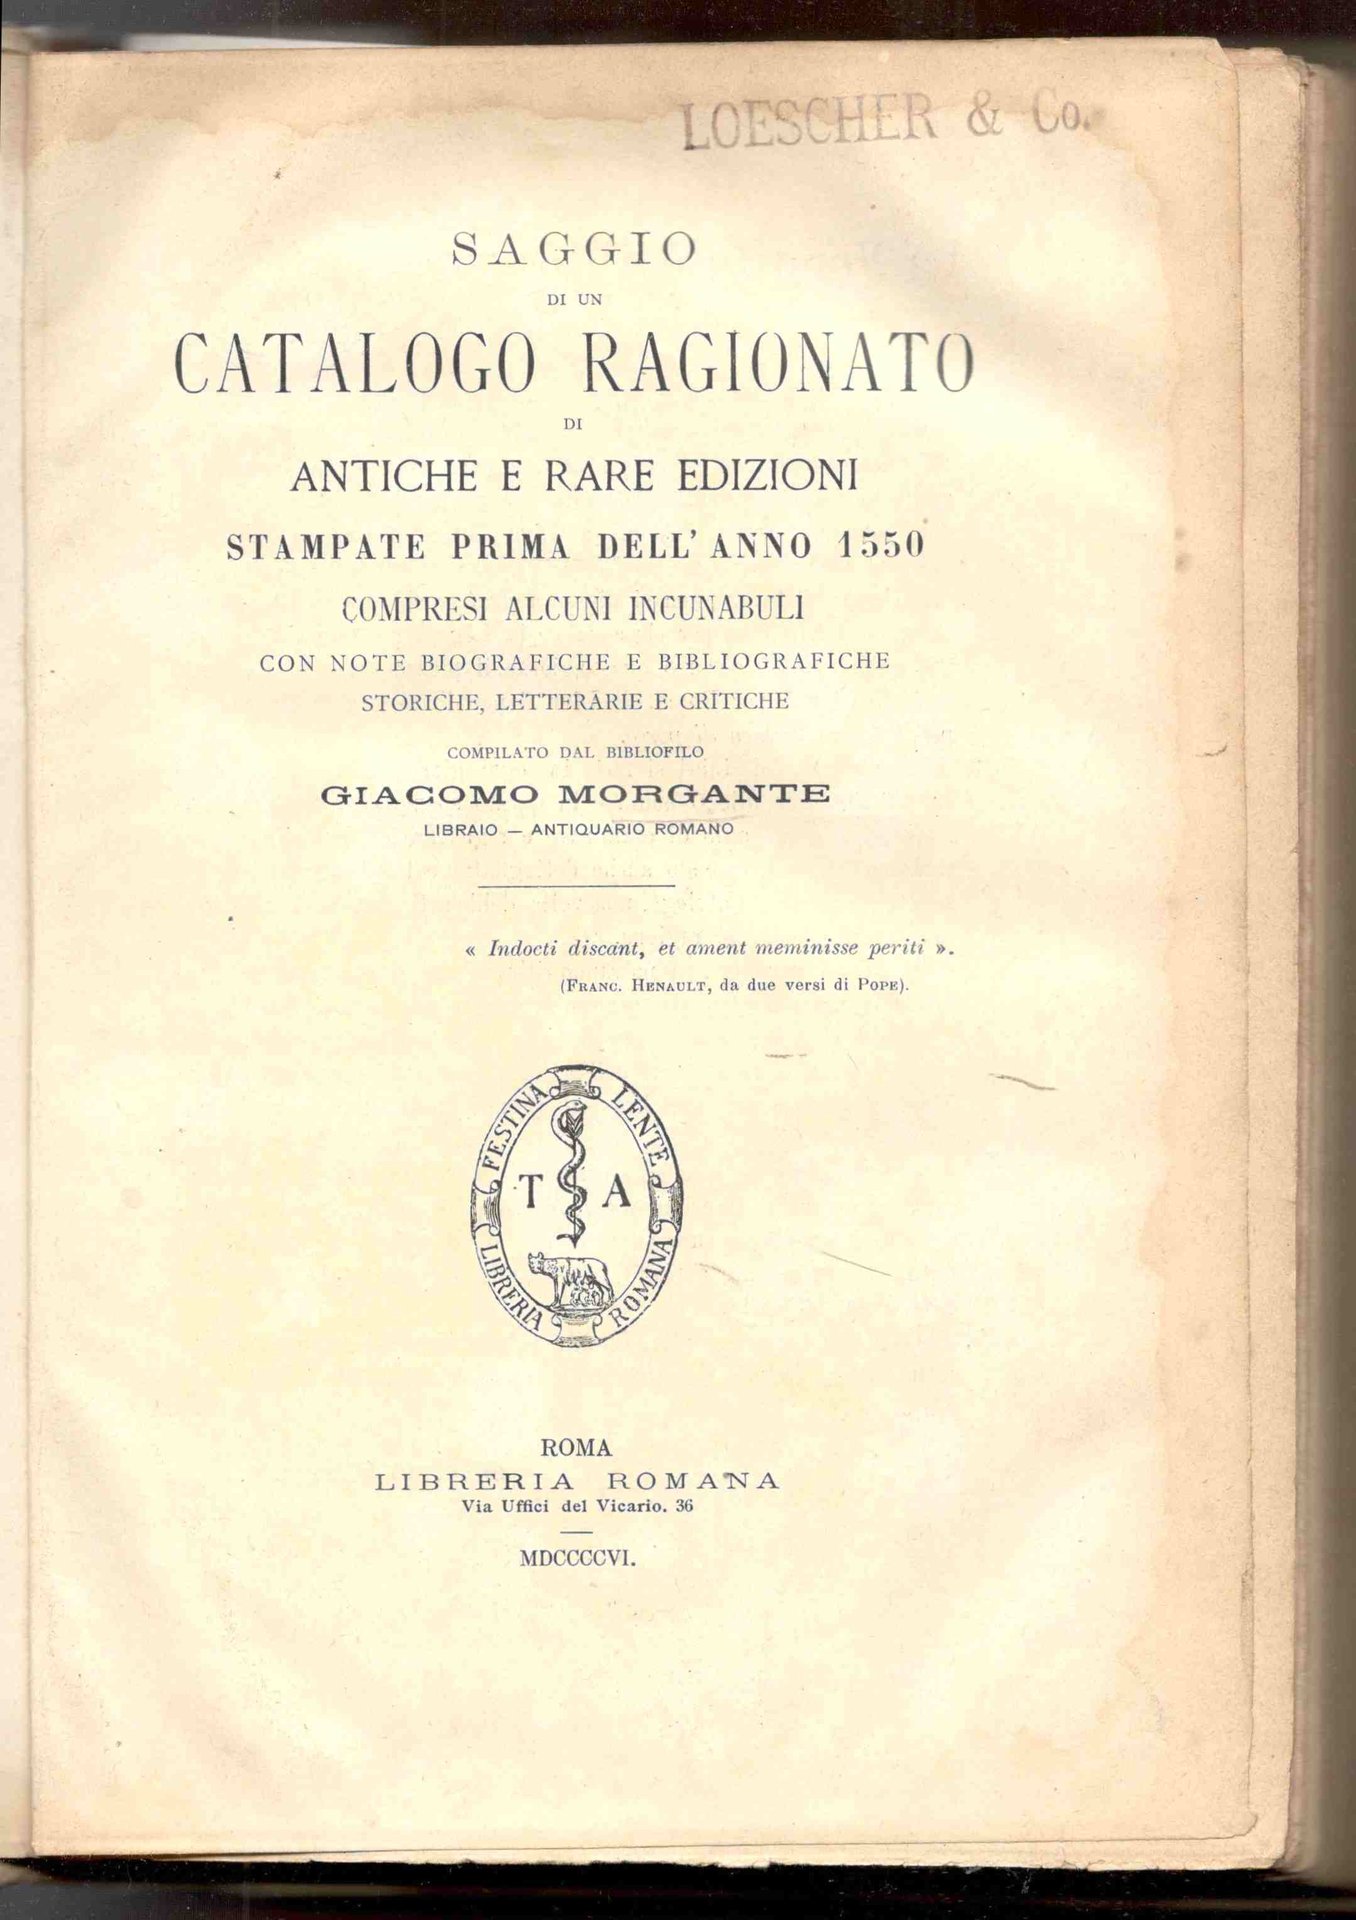 LOESCHER & Co.
SAGGIO
DI UN
CATALOGO RAGIONATO
DI
ANTICHE E RARE EDIZIONI
STAMPATE PRIMA DELL' ANNO 1550
COMPRESI ALCUNI INCUNABULI
CON NOTE BIOGRAFICHE E BIBLIOGRAFICHE
STORICHE, LETTERARIE E CRITICHE
COMPILATO DAL BIBLIOFILO
GIACOMO MORGANTE
LIBRAIO — ANTIQUARIO ROMANO
« Indocti discant, et ament meminisse periti ».
(FRANC. HENAULT, da due versi di POPE).
FESTINA LENTE
T A
LIBRERIA ROMANA
ROMA
LIBRERIA ROMANA
Via Uffici del Vicario. 36
MDCCCCVI.